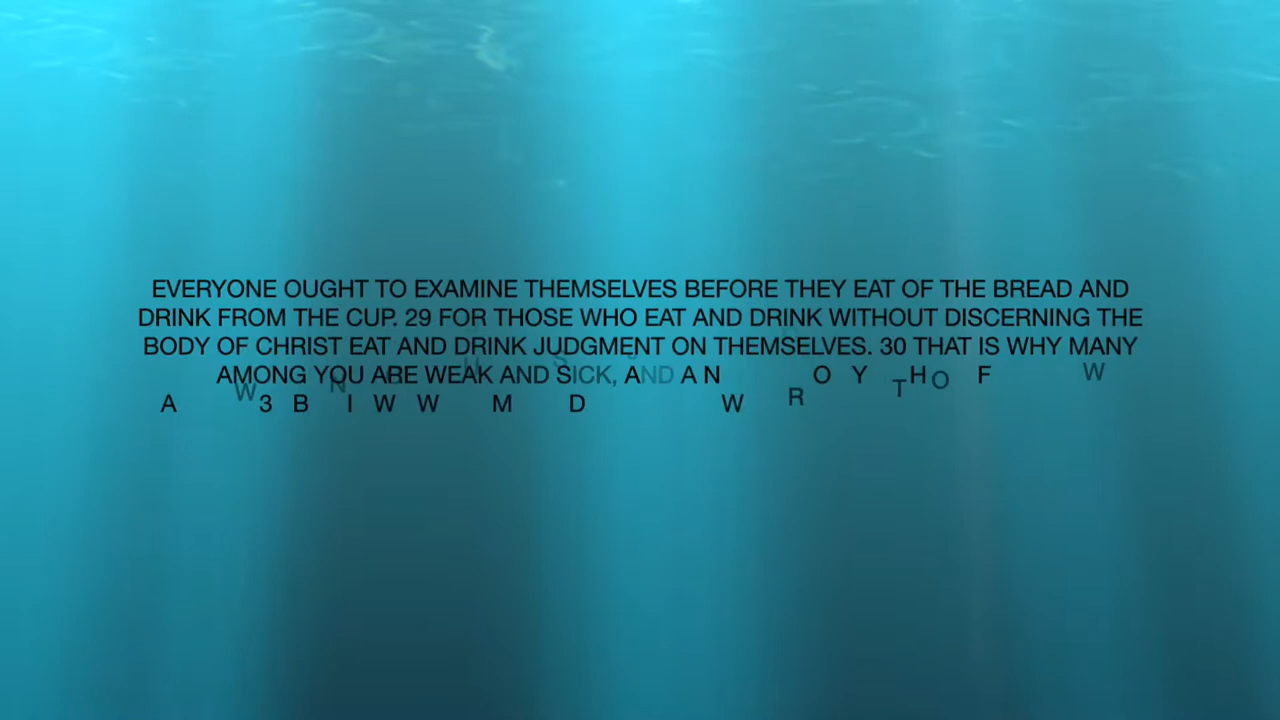 EVERYONE OUGHT TO EXAMINE THEMSELVES BEFORE THEY EAT OF THE BREAD AND
DRINK FROM THE CUP. 29 FOR THOSE WHO EAT AND DRINK WITHOUT DISCERNING THE
BODY OF CHRIST EAT AND DRINK JUDGMENT ON THEMSELVES. 30 THAT IS WHY MANY
AMONG YOU ARE WEAK AND SICK, AND